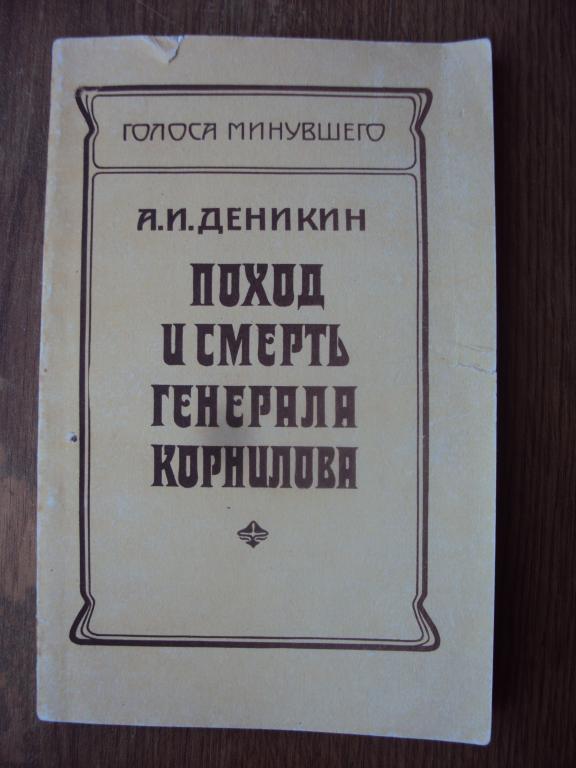 ГОЛОСА МИНУВШЕГО
А.И.ДЕНИКИН
ПОХОД
И СМЕРТЬ
ГЕНЕРАЛА
КОРНИЛОВА